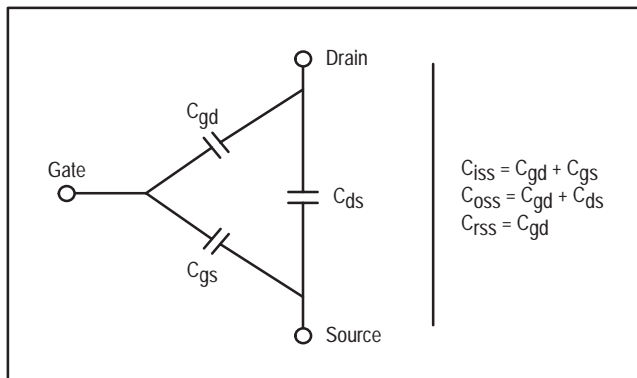 Drain
Cgd
Gate
Cds
Cgs
Source
Ciss = Cgd + Cgs
Coss = Cgd + Cds
Crss = Cgd